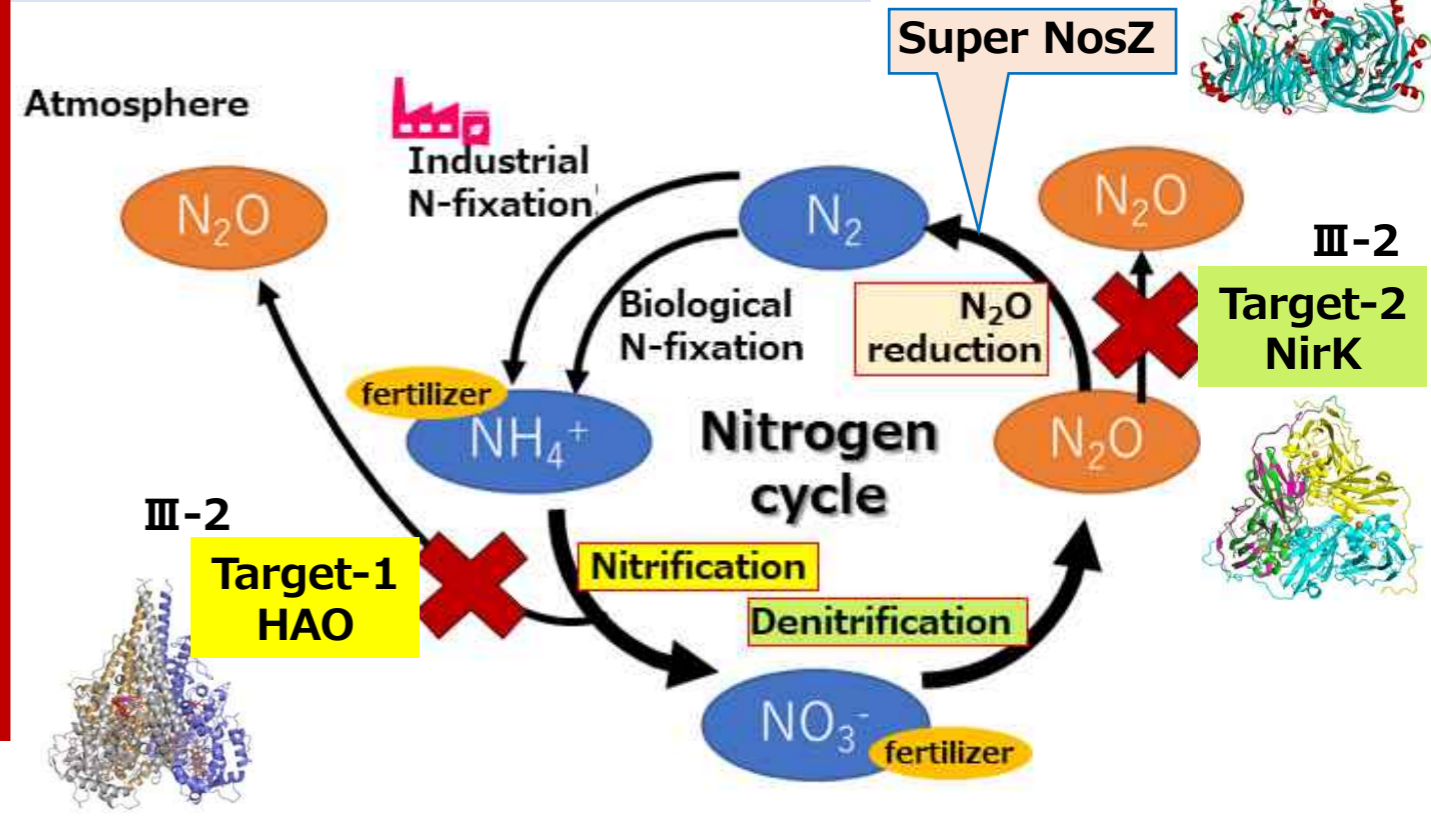 Super NosZ
Atmosphere
Industrial
N-fixation
N₂O
N₂
N₂O
Ⅲ-2
Target-2
NirK
Biological
N-fixation
N₂O
reduction
fertilizer
NH₄⁺
Nitrogen
cycle
N₂O
Ⅲ-2
Target-1
HAO
Nitrification
Denitrification
NO₃⁻
fertilizer